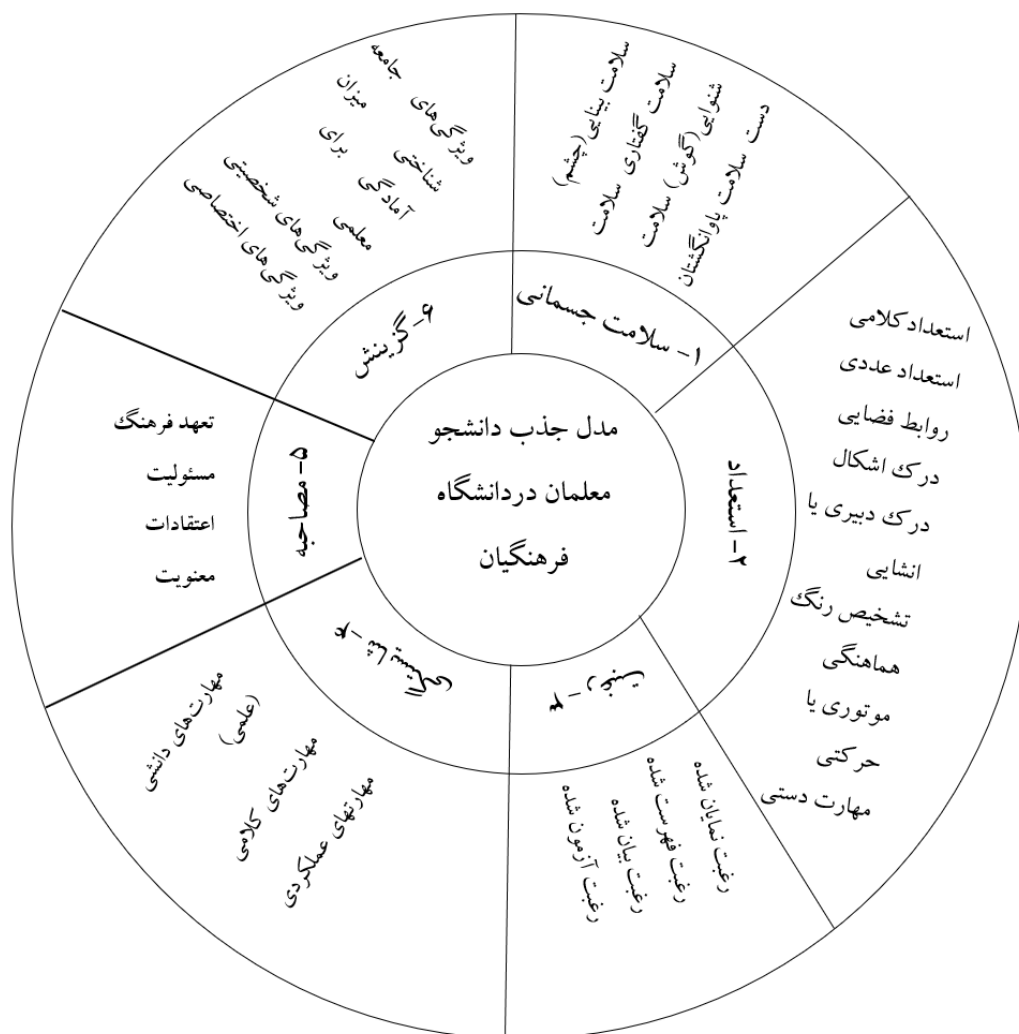 مدل جذب دانشجو
معلمان دردانشگاه
فرهنگیان
۱- سلامت جسمانی
سلامت بینایی(چشم)
سلامت گفتاری سلامت
شنوایی(گوش) سلامت
دست سلامت پاوانگشتان
۲- استعداد
استعداد کلامی
استعداد عددی
روابط فضایی
درک اشکال
درک دبیری یا
انشایی
تشخیص رنگ
هماهنگی
موتوری یا
حرکتی
مهارت دستی
۳- رغبت
رغبت نمایان شده
رغبت فهرست شده
رغبت بیان شده
رغبت آزمون شده
۴- شایستگی
مهارت‌های دانشی
(علمی)
مهارت‌های کلامی
مهارتهای عملکردی
۵- مصاحبه
تعهد فرهنگ
مسئولیت
اعتقادات
معنویت
۶- گزینش
ویژگی‌های جامعه
شناختی میزان
آمادگی برای
معلمی
ویژگی‌های شخصیتی
ویژگی‌های اختصاصی